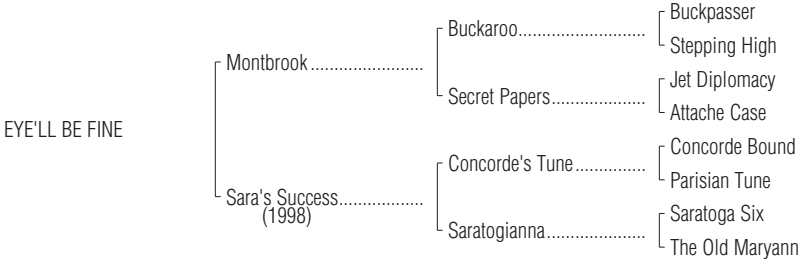 Buckpasser
Buckaroo..............................
Stepping High
Montbrook ..........................
Jet Diplomacy
Secret Papers......................
Attache Case
EYE'LL BE FINE
Concorde Bound
Concorde's Tune .................
Parisian Tune
Sara's Success....................
(1998)
Saratoga Six
Saratogianna.......................
The Old Maryann